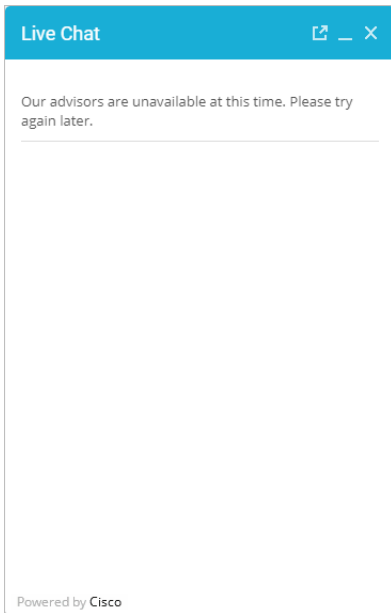 Live Chat
Our advisors are unavailable at this time. Please try
again later.
Powered by Cisco